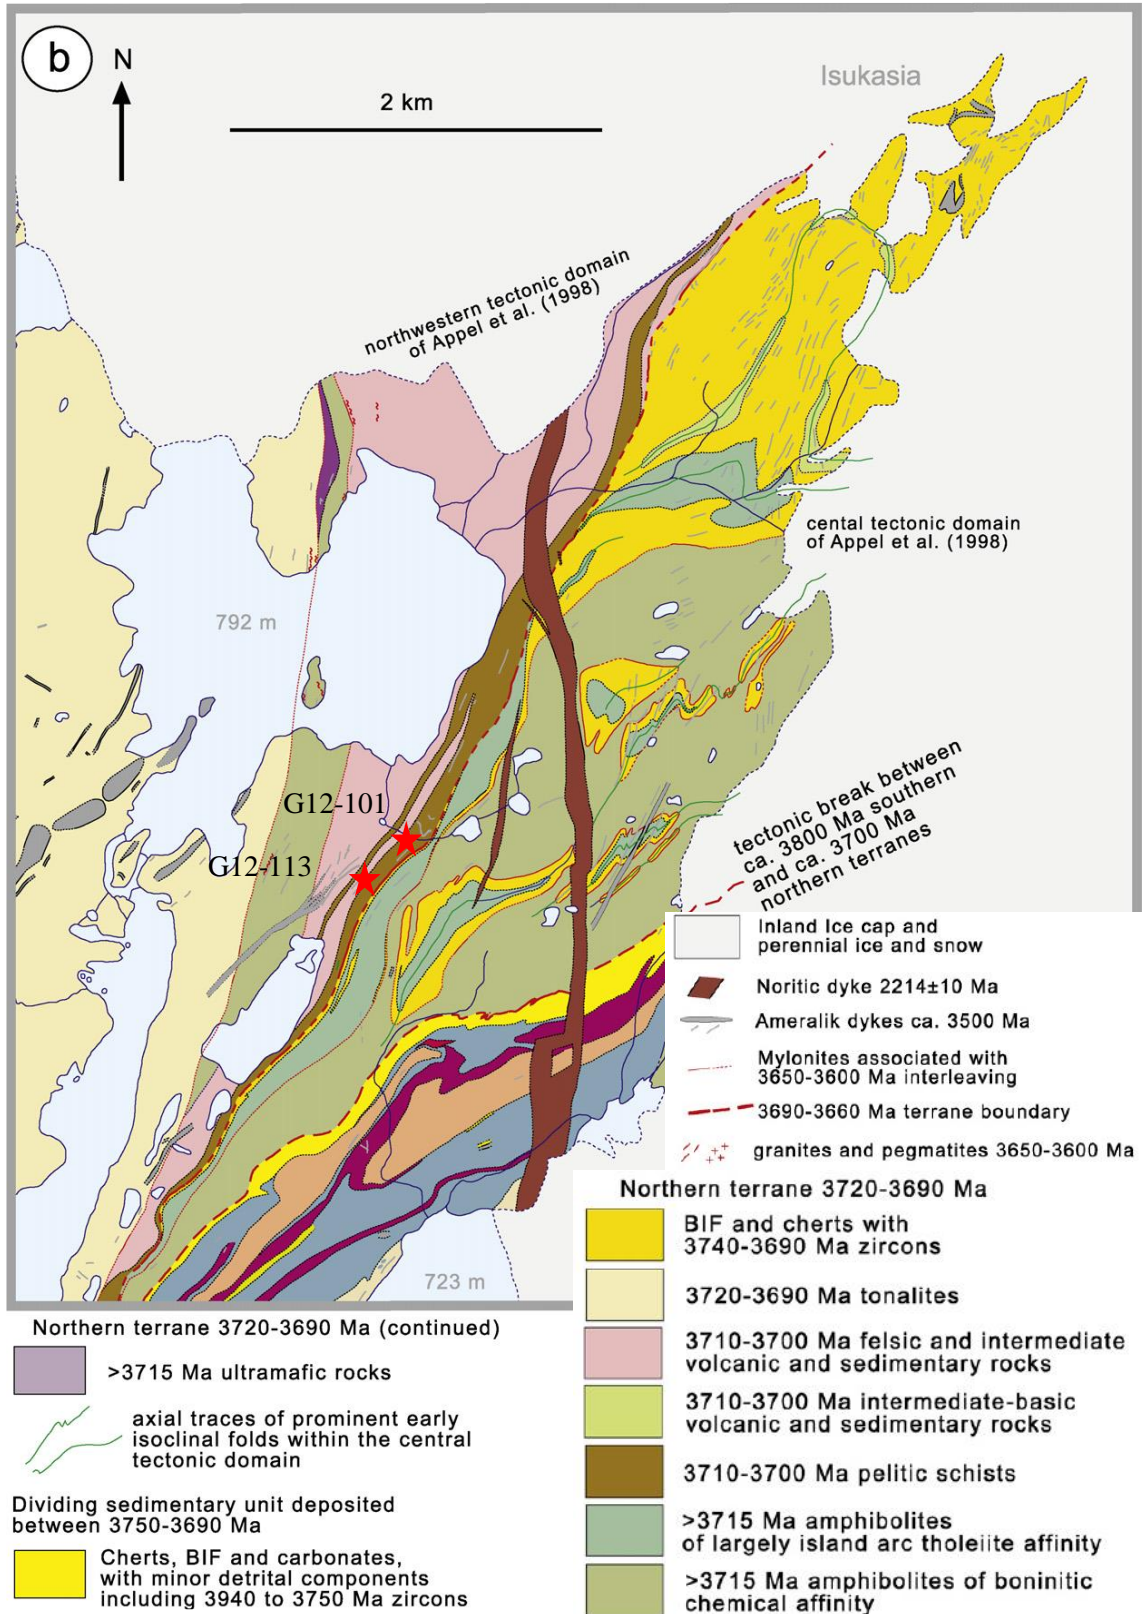 b
N
2 km
Isukasia
northwestern tectonic domain
of Appel et al. (1998)
cental tectonic domain
of Appel et al. (1998)
792 m
G12-101
G12-113
tectonic break between
ca. 3800 Ma southern
and ca. 3700 Ma
northern terranes
723 m
Inland Ice cap and
perennial ice and snow
Noritic dyke 2214±10 Ma
Ameralik dykes ca. 3500 Ma
Mylonites associated with
3650-3600 Ma interleaving
3690-3660 Ma terrane boundary
granites and pegmatites 3650-3600 Ma
Northern terrane 3720-3690 Ma
BIF and cherts with
3740-3690 Ma zircons
3720-3690 Ma tonalites
3710-3700 Ma felsic and intermediate
volcanic and sedimentary rocks
3710-3700 Ma intermediate-basic
volcanic and sedimentary rocks
3710-3700 Ma pelitic schists
>3715 Ma amphibolites
of largely island arc tholeiite affinity
>3715 Ma amphibolites of boninitic
chemical affinity
Northern terrane 3720-3690 Ma (continued)
>3715 Ma ultramafic rocks
axial traces of prominent early
isoclinal folds within the central
tectonic domain
Dividing sedimentary unit deposited
between 3750-3690 Ma
Cherts, BIF and carbonates,
with minor detrital components
including 3940 to 3750 Ma zircons